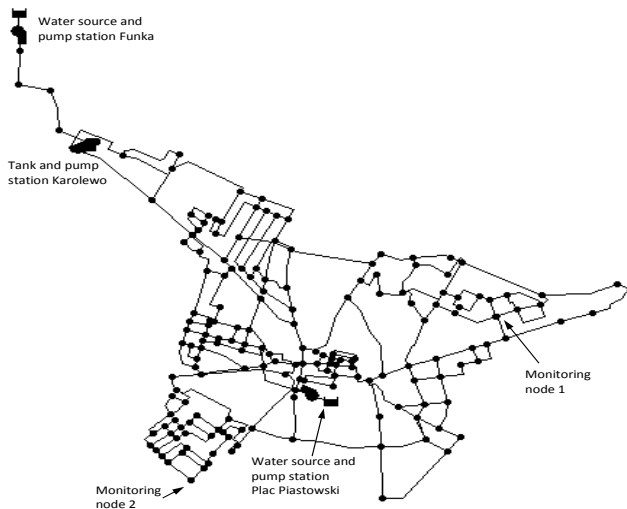 Water source and
pump station Funka
Tank and pump
station Karolewo
Monitoring
node 1
Water source and
pump station
Plac Piastowski
Monitoring
node 2